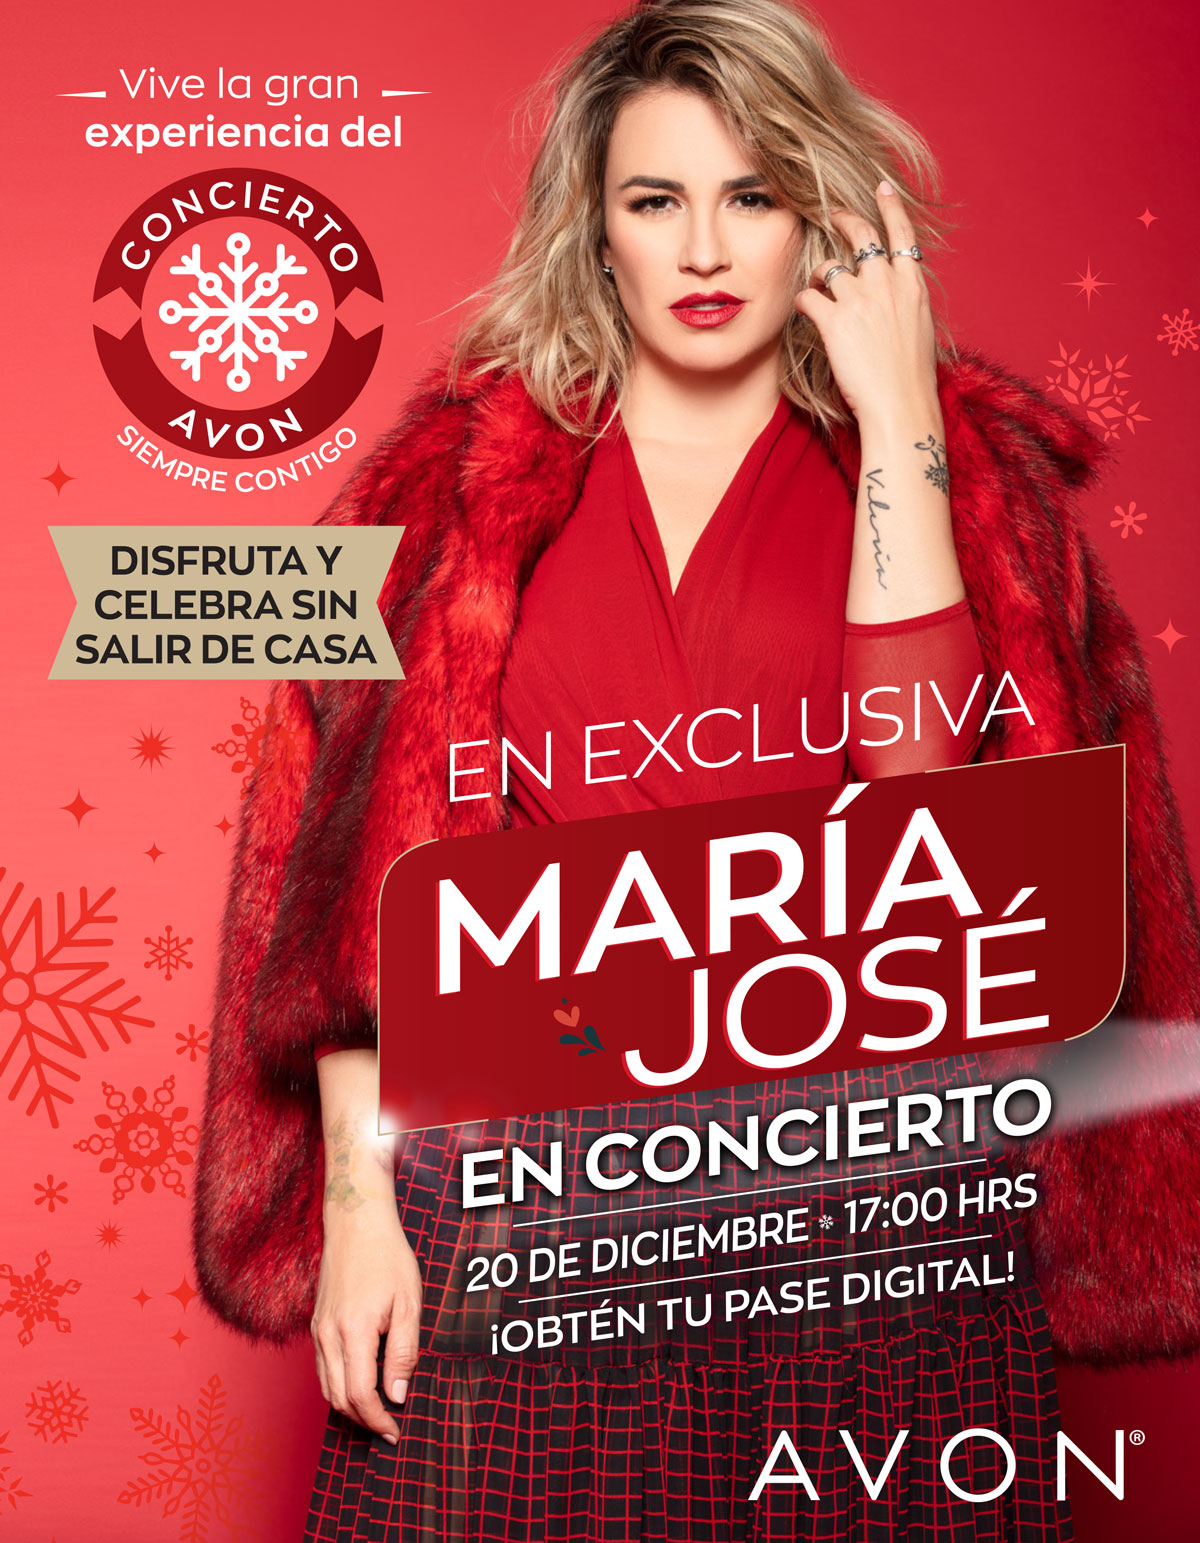 Vive la gran
experiencia del
CONCIERTO
AVON
SIEMPRE CONTIGO
DISFRUTA Y
CELEBRA SIN
SALIR DE CASA
Valeria
EN EXCLUSIVA
MARÍA
JOSÉ
EN CONCIERTO
20 DE DICIEMBRE * 17:00 HRS
¡OBTÉN TU PASE DIGITAL!
AVON®